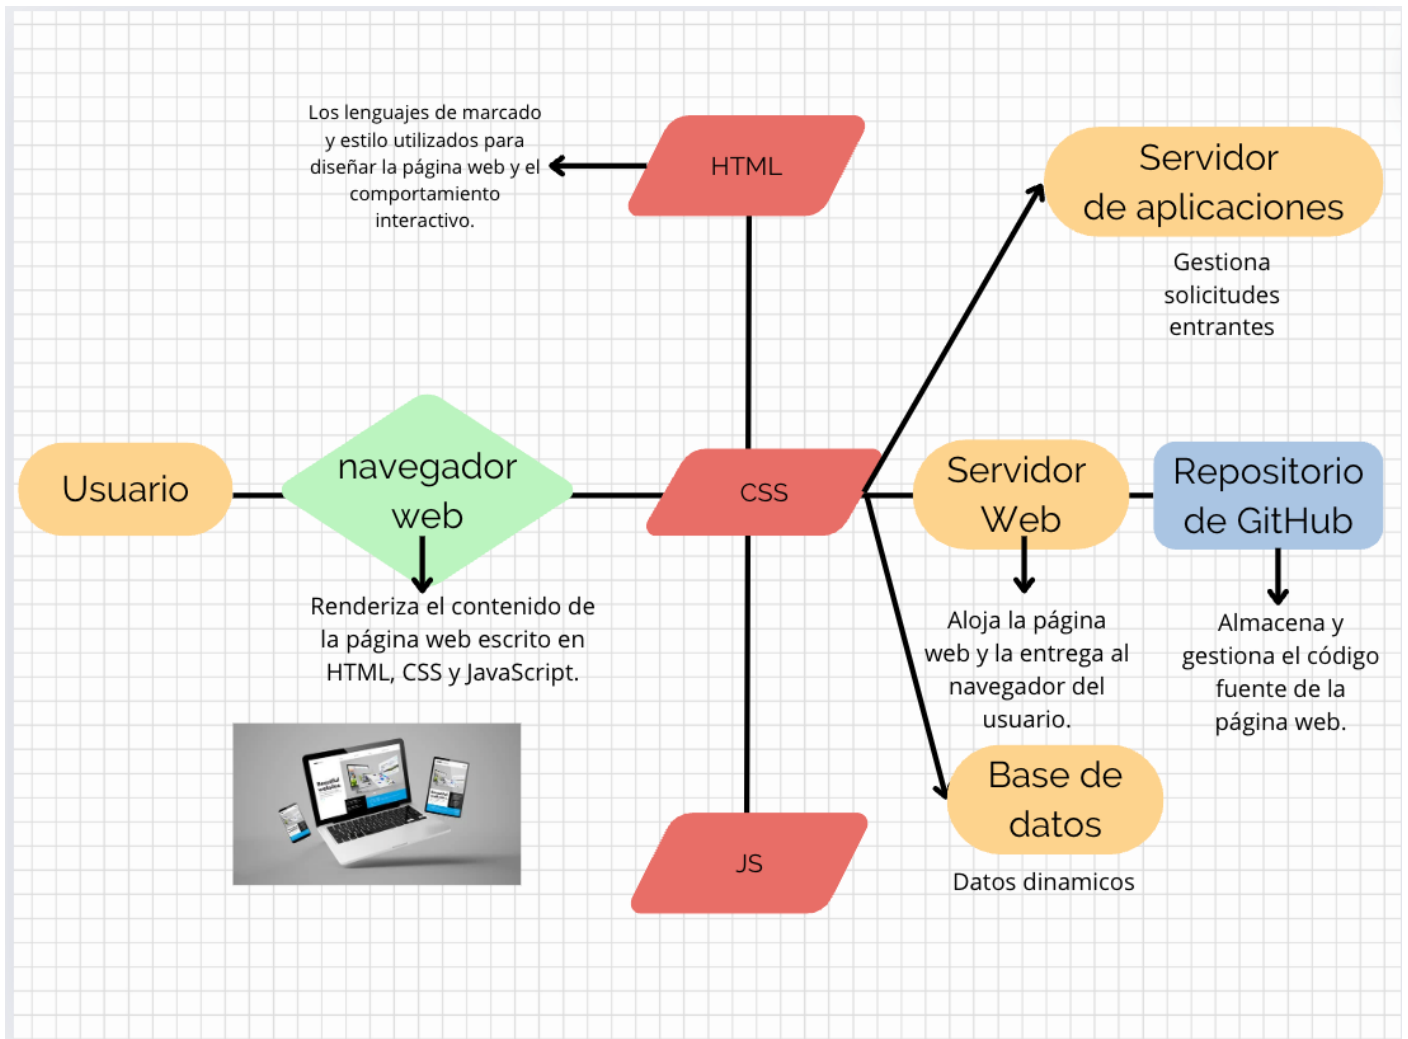 Los lenguajes de marcado
y estilo utilizados para
diseñar la página web y el
comportamiento
interactivo.
HTML
Servidor
de aplicaciones
Gestiona
solicitudes
entrantes
Usuario
navegador
web
Renderiza el contenido de
la página web escrito en
HTML, CSS y JavaScript.
CSS
Servidor
Web
Aloja la página
web y la entrega al
navegador del
usuario.
Repositorio
de GitHub
Almacena y
gestiona el código
fuente de la
página web.
Base de
datos
Datos dinamicos
JS